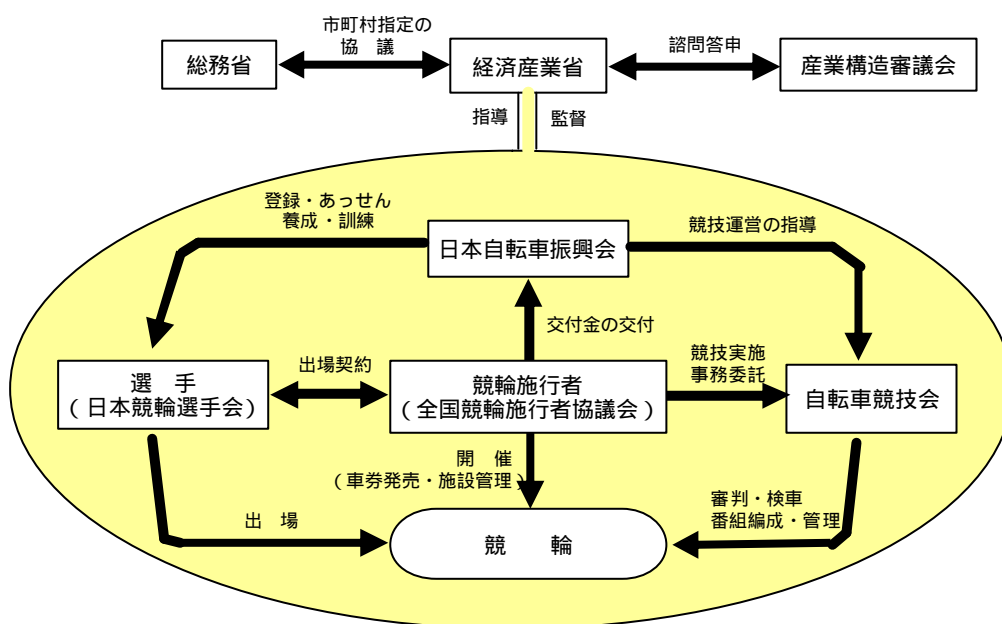 市町村指定の
協　議
諮問答申
総務省
経済産業省
産業構造審議会
指導
監督
登録・あっせん
養成・訓練
競技運営の指導
日本自転車振興会
交付金の交付
出場契約
競技実施
事務委託
選　手
（日本競輪選手会）
競輪施行者
（全国競輪施行者協議会）
自転車競技会
開　催
（車券発売・施設管理）
審判・検車
番組編成・管理
出　場
競　　輪